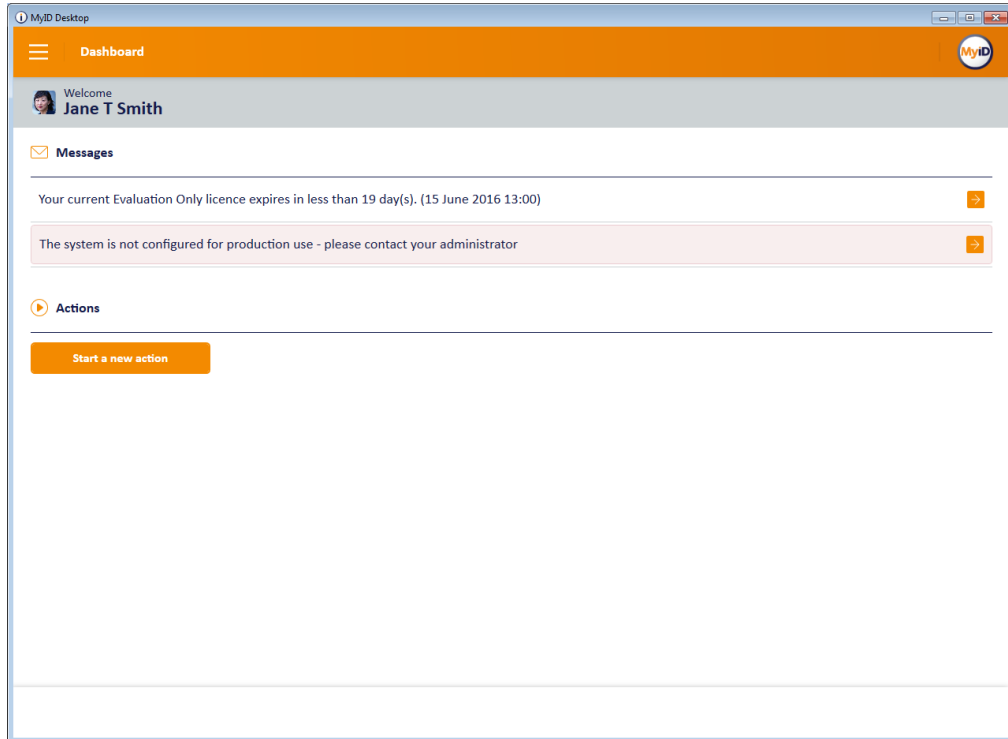 MyID Desktop
Dashboard
MyiD
Welcome
Jane T Smith
Messages
Your current Evaluation Only licence expires in less than 19 day(s). (15 June 2016 13:00)
The system is not configured for production use - please contact your administrator
Actions
Start a new action